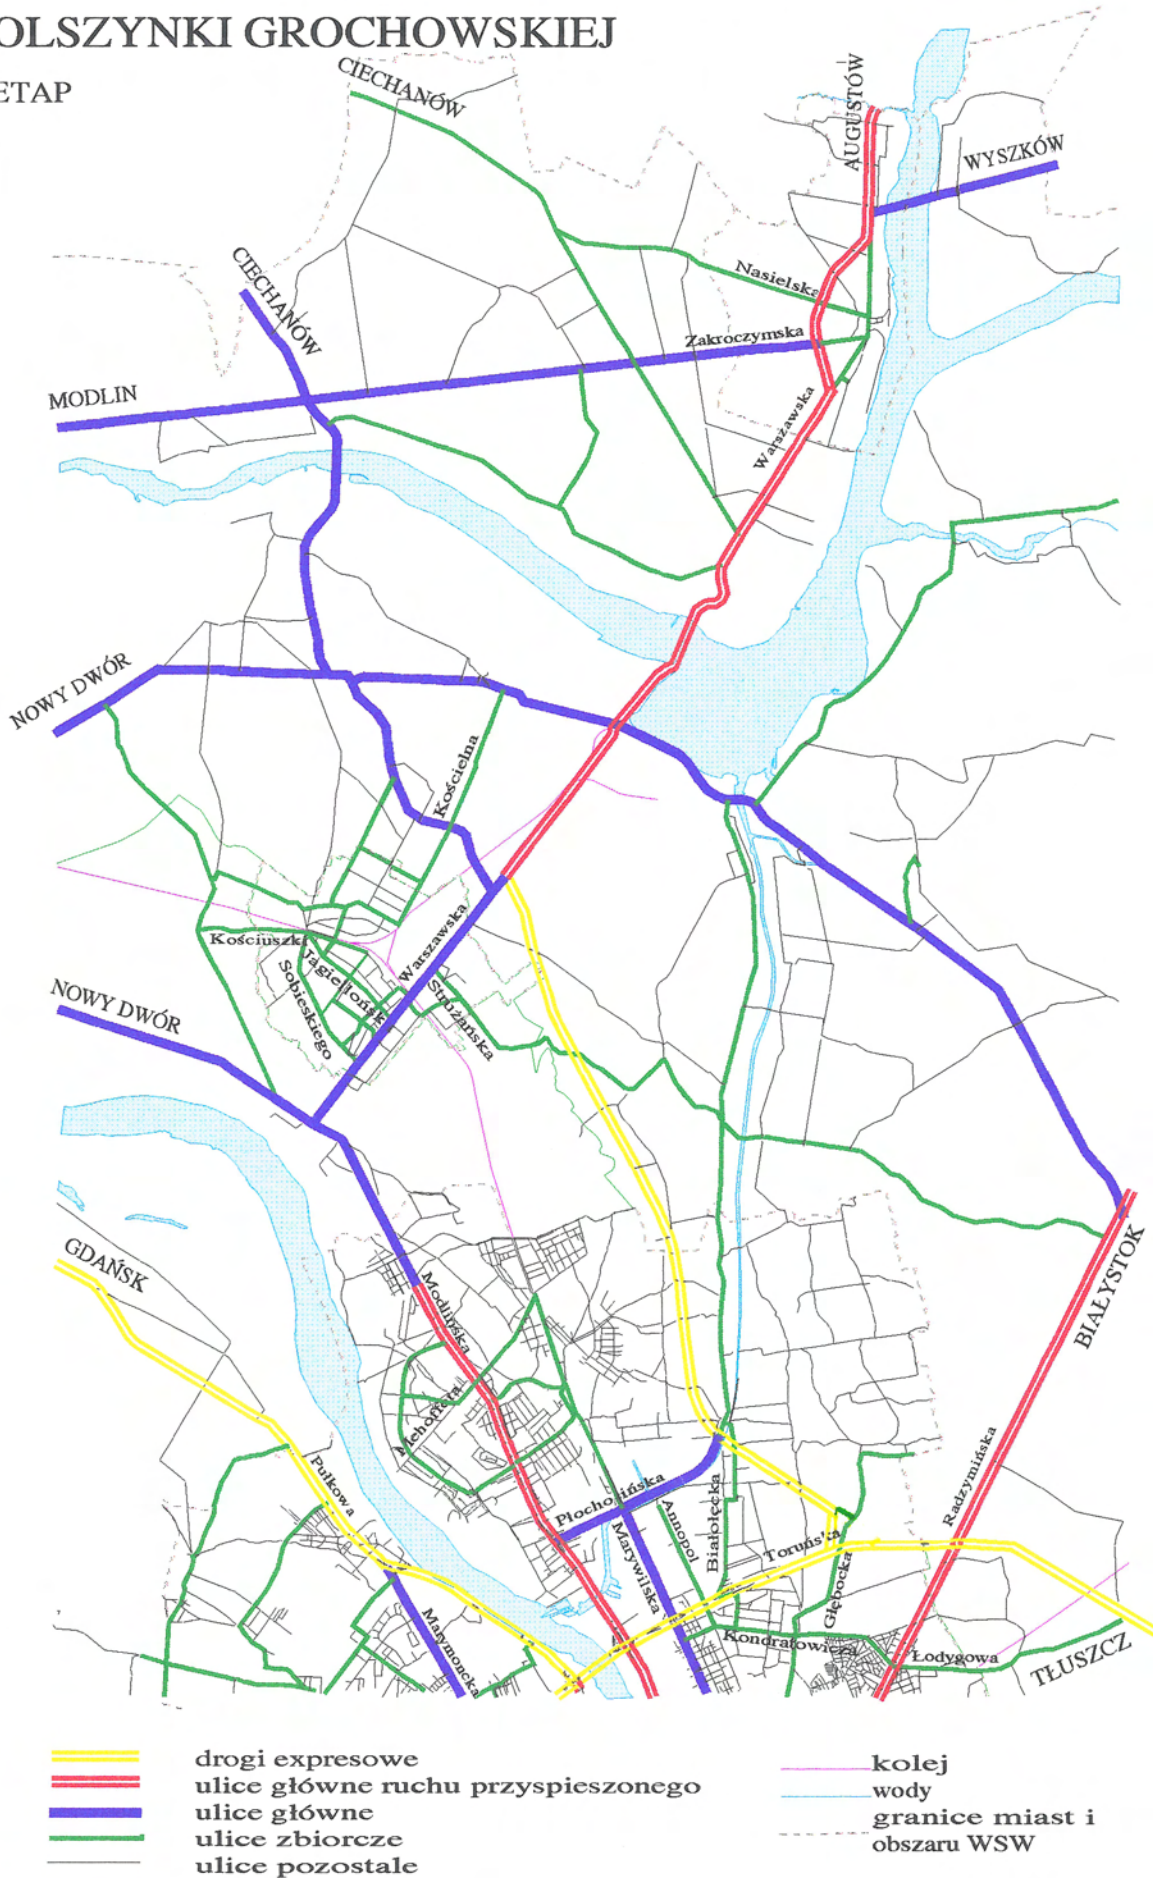 OLSZYNKI GROCHOWSKIEJ
ETAP
CIECHANÓW
AUGUSTÓW
WYSZKÓW
CIECHANÓW
Nasielska
Zakroczymska
MODLIN
Warszawska
NOWY DWÓR
Kościelna
Warszawska
Kościuszki
Jagiellońsk
Sobieskiego
Strużańska
NOWY DWÓR
GDAŃSK
BIAŁYSTOK
Modlińska
Mehoffera
Radzymińska
Pułkowa
Płochocińska
Annopol
Białołęcka
Toruńska
Marywilska
Głębocka
Marymoncka
Kondratowicza
Łodygowa
TŁUSZCZ
drogi expresowe
ulice główne ruchu przyspieszonego
ulice główne
ulice zbiorcze
ulice pozostale
kolej
wody
granice miast i
obszaru WSW